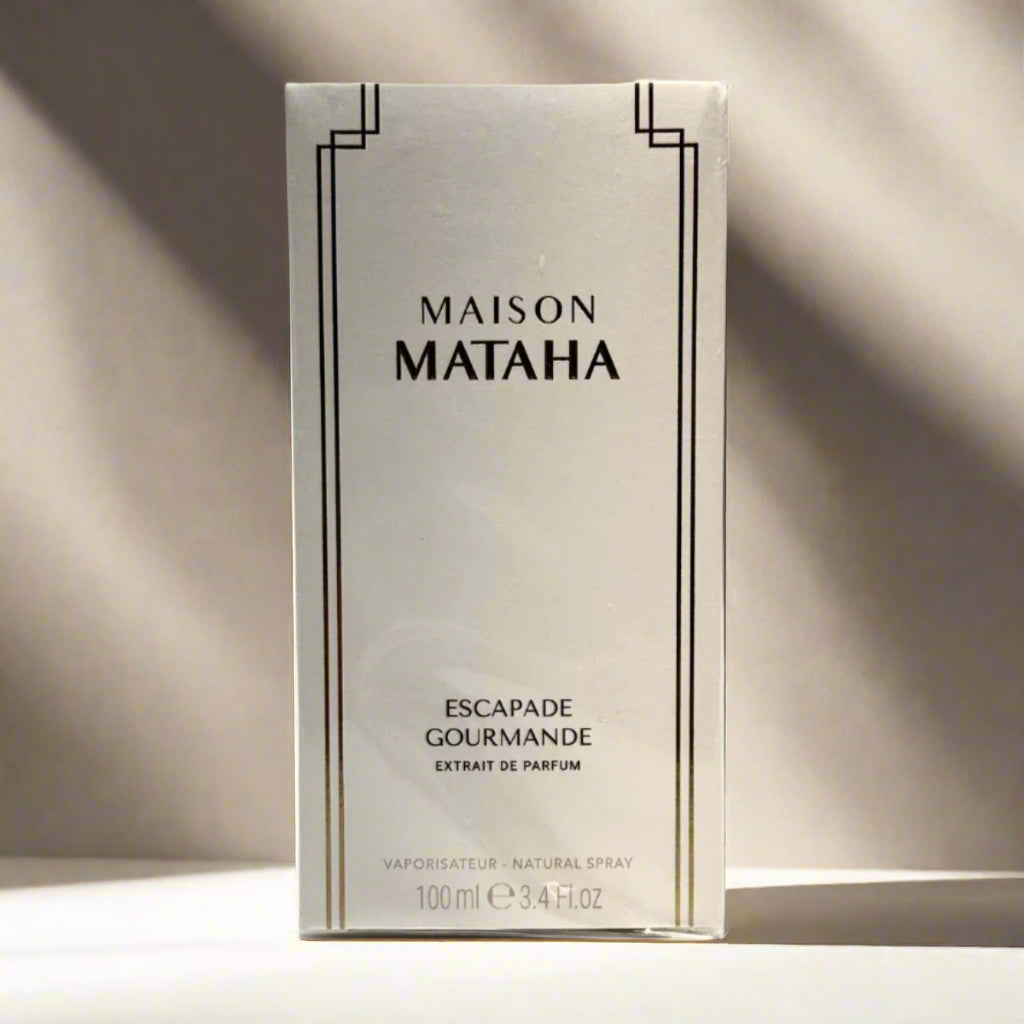 MAISON
MATAHA
ESCAPADE
GOURMANDE
EXTRAIT DE PARFUM
VAPORISATEUR - NATURAL SPRAY
100 ml ℮ 3.4 Fl.oz